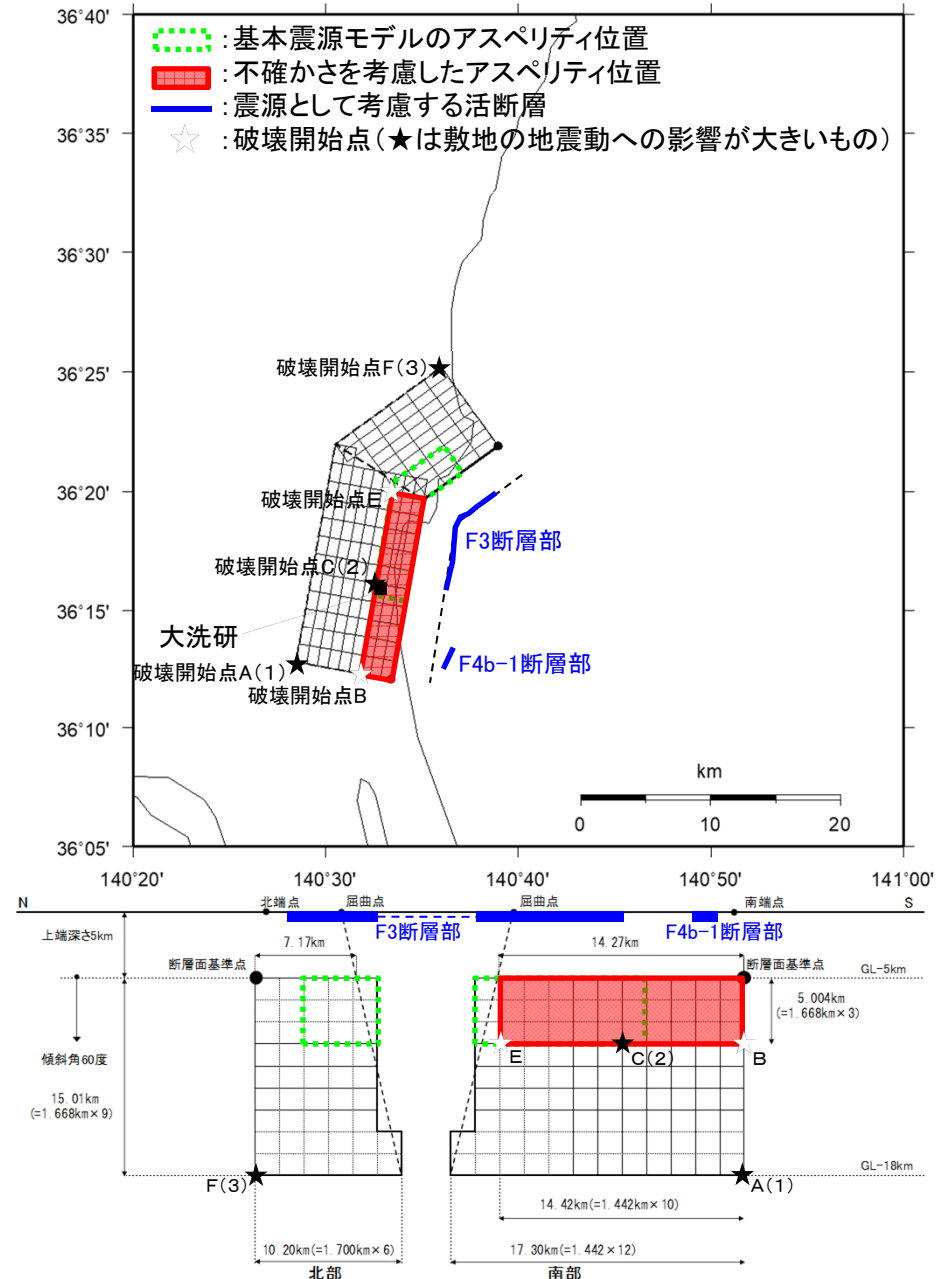 36°40'
：基本震源モデルのアスペリティ位置
：不確かさを考慮したアスペリティ位置
：震源として考慮する活断層
：破壊開始点（★は敷地の地震動への影響が大きいもの）
36°35'
36°30'
36°25'
破壊開始点F(3)
36°20'
破壊開始点E
F3断層部
破壊開始点C(2)
36°15'
大洗研
破壊開始点A(1)
F4b-1断層部
破壊開始点B
36°10'
km
0 10 20
36°05'
140°20' 140°30' 140°40' 140°50' 141°00'
N 北端点 屈曲点 屈曲点 南端点 S
上端深さ5km
F3断層部 F4b-1断層部
7.17km 14.27km
断層面基準点 断層面基準点 GL-5km
5.004km
(=1.668km×3)
E C(2) B
傾斜角60度
15.01km
(=1.668km×9)
F(3) A(1) GL-18km
14.42km(=1.442km×10)
10.20km(=1.700km×6) 17.30km(=1.442×12)
北部 南部